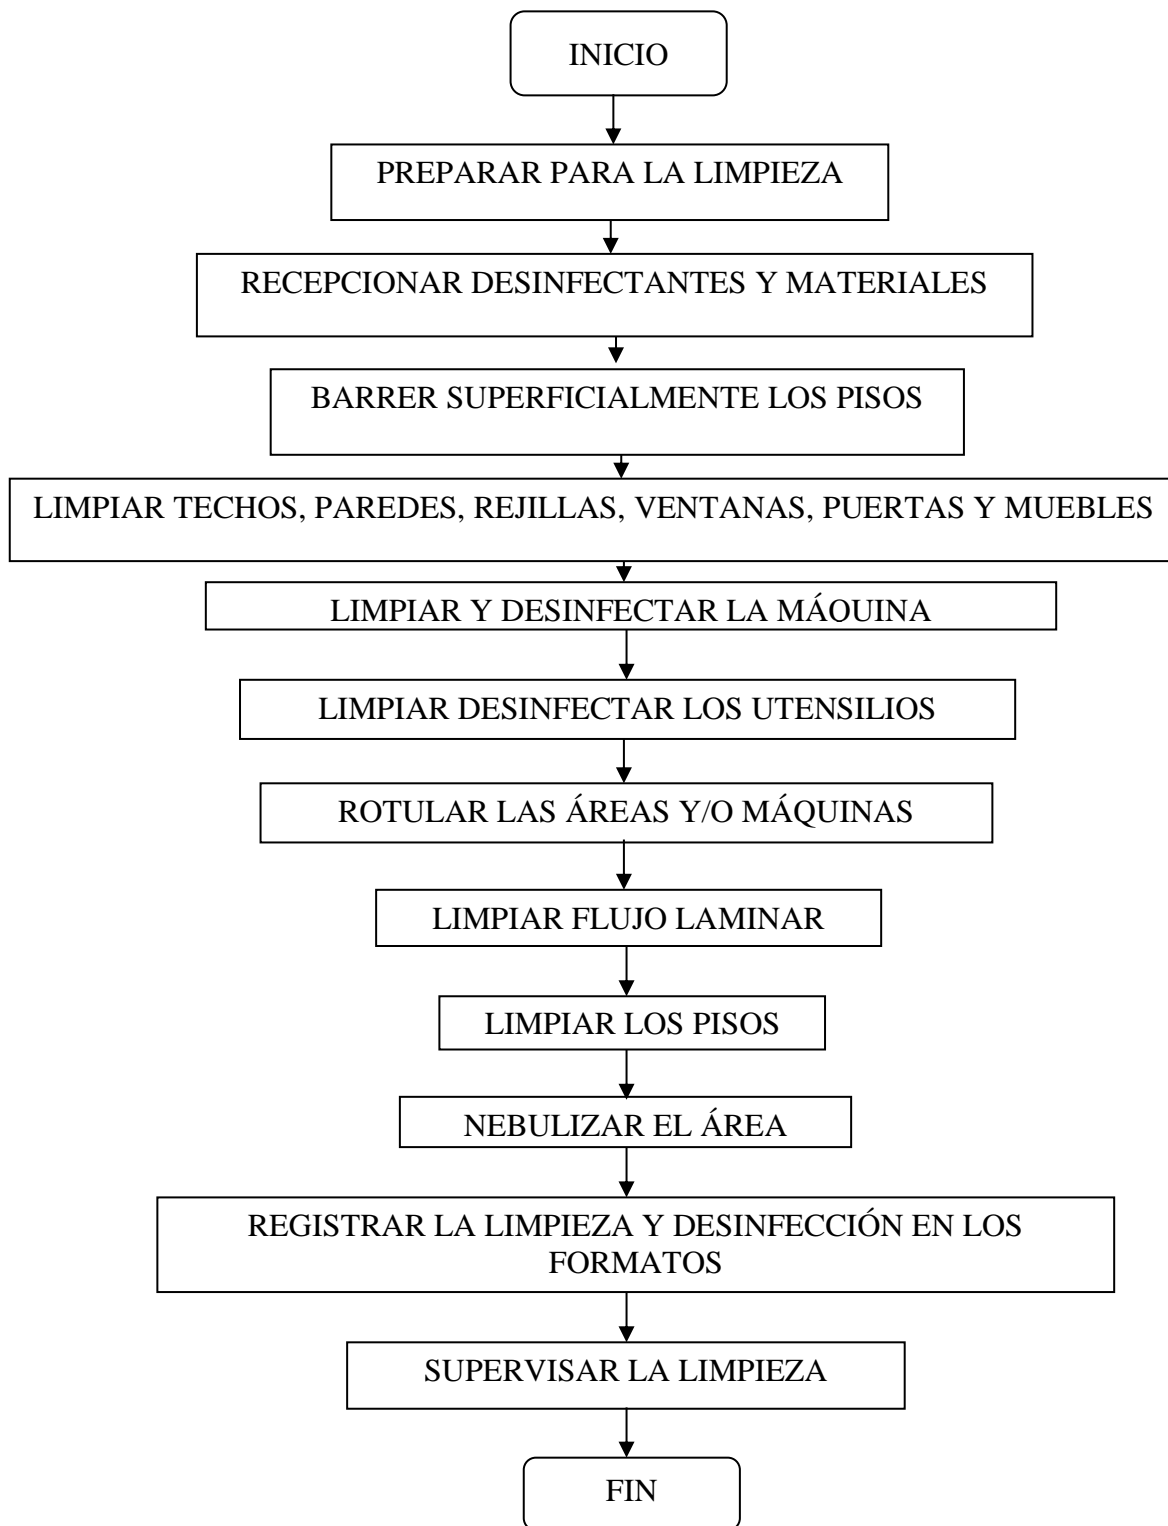 INICIO
PREPARAR PARA LA LIMPIEZA
RECEPCIONAR DESINFECTANTES Y MATERIALES
BARRER SUPERFICIALMENTE LOS PISOS
LIMPIAR TECHOS, PAREDES, REJILLAS, VENTANAS, PUERTAS Y MUEBLES
LIMPIAR Y DESINFECTAR LA MÁQUINA
LIMPIAR DESINFECTAR LOS UTENSILIOS
ROTULAR LAS ÁREAS Y/O MÁQUINAS
LIMPIAR FLUJO LAMINAR
LIMPIAR LOS PISOS
NEBULIZAR EL ÁREA
REGISTRAR LA LIMPIEZA Y DESINFECCIÓN EN LOS
FORMATOS
SUPERVISAR LA LIMPIEZA
FIN